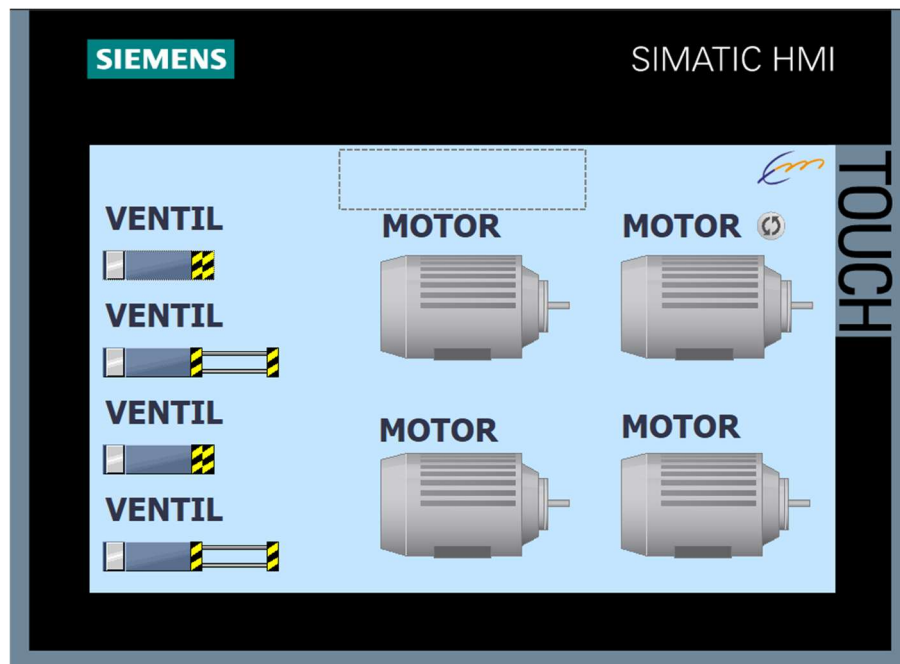 SIEMENS
SIMATIC HMI
TOUCH
VENTIL
MOTOR
MOTOR
VENTIL
VENTIL
MOTOR
MOTOR
VENTIL